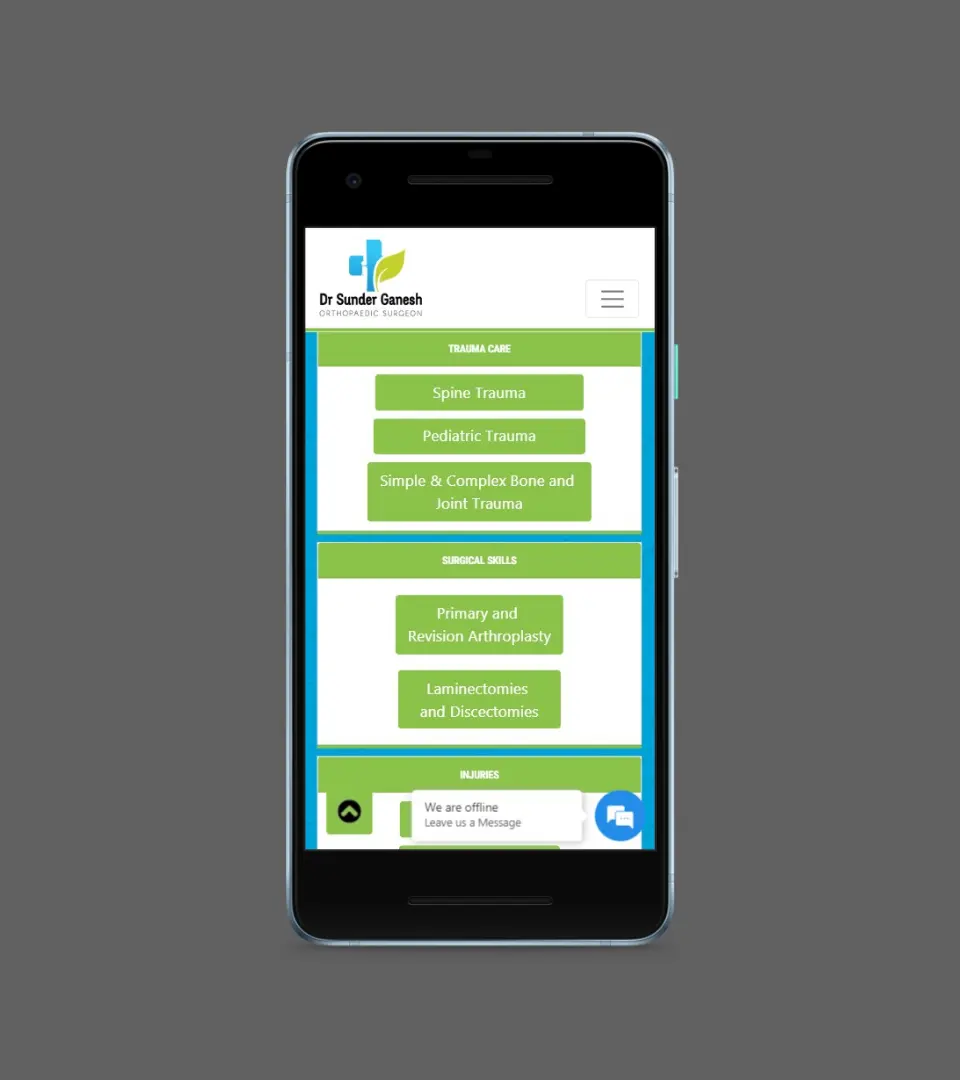 Dr Sunder Ganesh
ORTHOPAEDIC SURGEON
TRAUMA CARE
Spine Trauma
Pediatric Trauma
Simple & Complex Bone and
Joint Trauma
SURGICAL SKILLS
Primary and
Revision Arthroplasty
Laminectomies
and Discectomies
INJURIES
We are offline
Leave us a Message